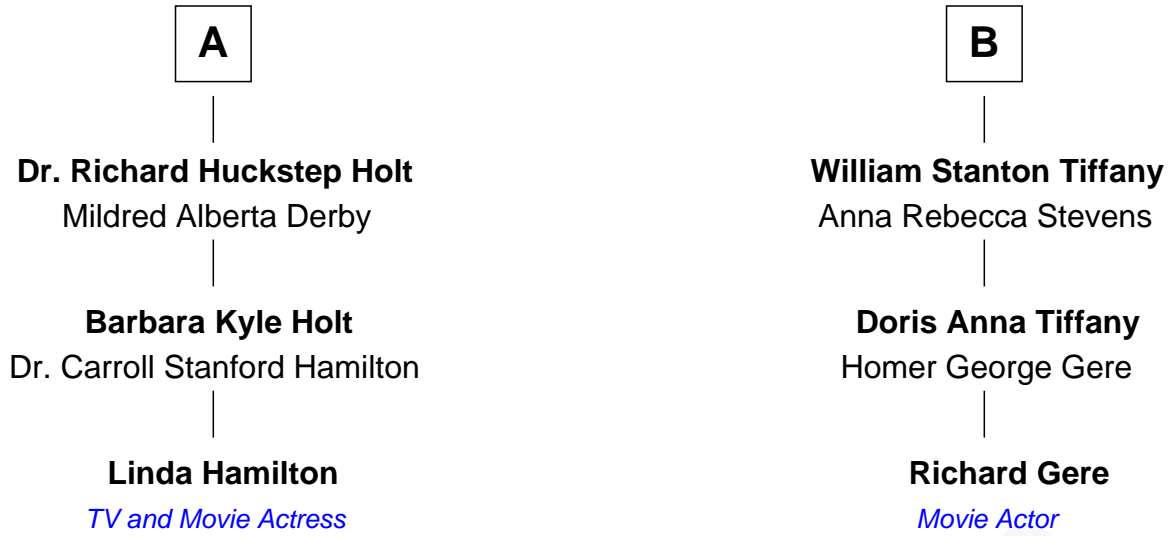 A
Dr. Richard Huckstep Holt
Mildred Alberta Derby
Barbara Kyle Holt
Dr. Carroll Stanford Hamilton
Linda Hamilton
TV and Movie Actress
B
William Stanton Tiffany
Anna Rebecca Stevens
Doris Anna Tiffany
Homer George Gere
Richard Gere
Movie Actor